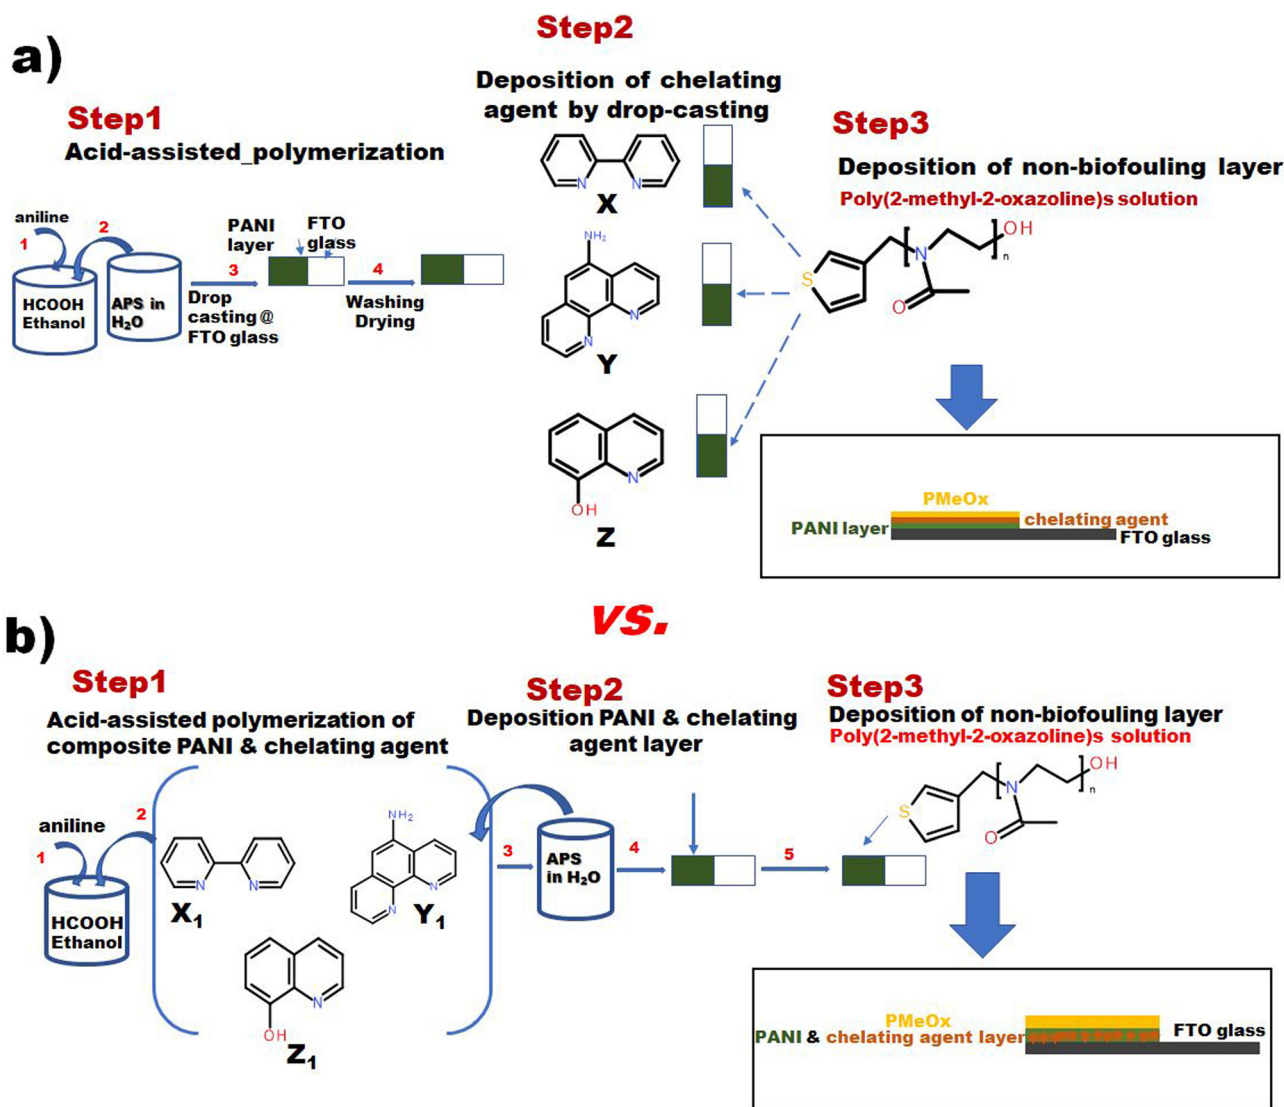 a)
Step1
Acid-assisted_polymerization
aniline
1
2
HCOOH
Ethanol
APS in
H₂O
3
Drop
casting @
FTO glass
PANI
layer
FTO
glass
4
Washing
Drying
Step2
Deposition of chelating
agent by drop-casting
N
N
X
NH₂
N
N
Y
N
OH
Z
Step3
Deposition of non-biofouling layer
Poly(2-methyl-2-oxazoline)s solution
S
N
O
n
OH
PMeOx
chelating agent
PANI layer
FTO glass
vs.
b)
Step1
Acid-assisted polymerization of
composite PANI & chelating agent
aniline
1
2
HCOOH
Ethanol
N
N
X₁
NH₂
N
N
Y₁
N
OH
Z₁
Step2
Deposition PANI & chelating
agent layer
3
APS
in H₂O
4
5
Step3
Deposition of non-biofouling layer
Poly(2-methyl-2-oxazoline)s solution
S
N
O
n
OH
PMeOx
PANI & chelating agent layer
FTO glass